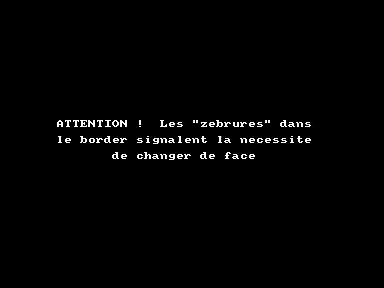 ATTENTION !  Les "zebrures" dans
le border signalent la necessite
de changer de face